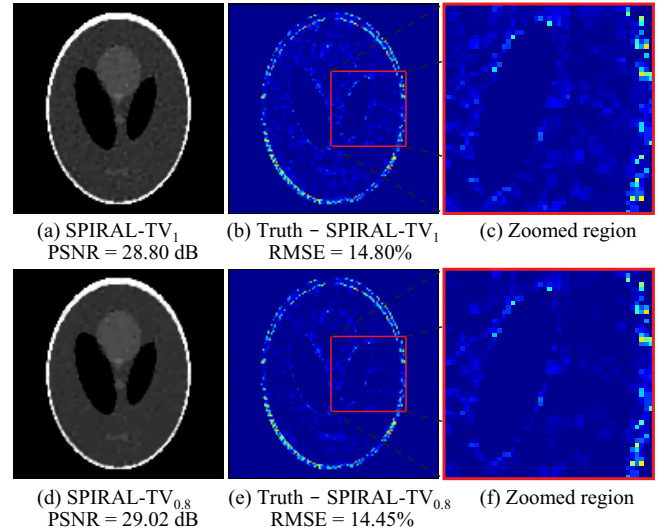 (a) SPIRAL-TV₁
PSNR = 28.80 dB
(b) Truth – SPIRAL-TV₁
RMSE = 14.80%
(c) Zoomed region
(d) SPIRAL-TV₀.₈
PSNR = 29.02 dB
(e) Truth – SPIRAL-TV₀.₈
RMSE = 14.45%
(f) Zoomed region